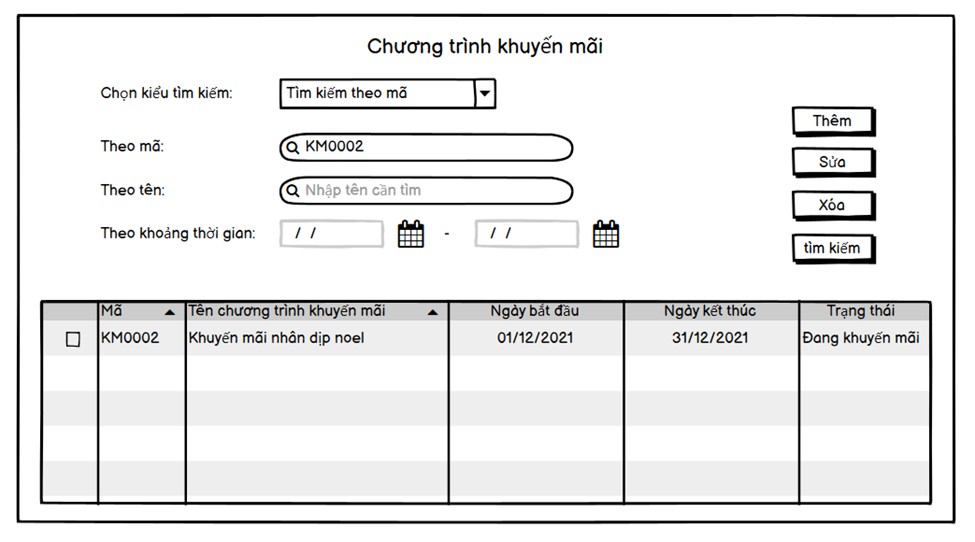 Chương trình khuyến mãi
Chọn kiểu tìm kiếm: Tìm kiếm theo mã
Thêm
Theo mã: KM0002
Sửa
Theo tên: Nhập tên cần tìm
Xóa
Theo khoảng thời gian: / / - / /
tìm kiếm
Mã Tên chương trình khuyến mãi Ngày bắt đầu Ngày kết thúc Trạng thái
KM0002 Khuyến mãi nhân dịp noel 01/12/2021 31/12/2021 Đang khuyến mãi